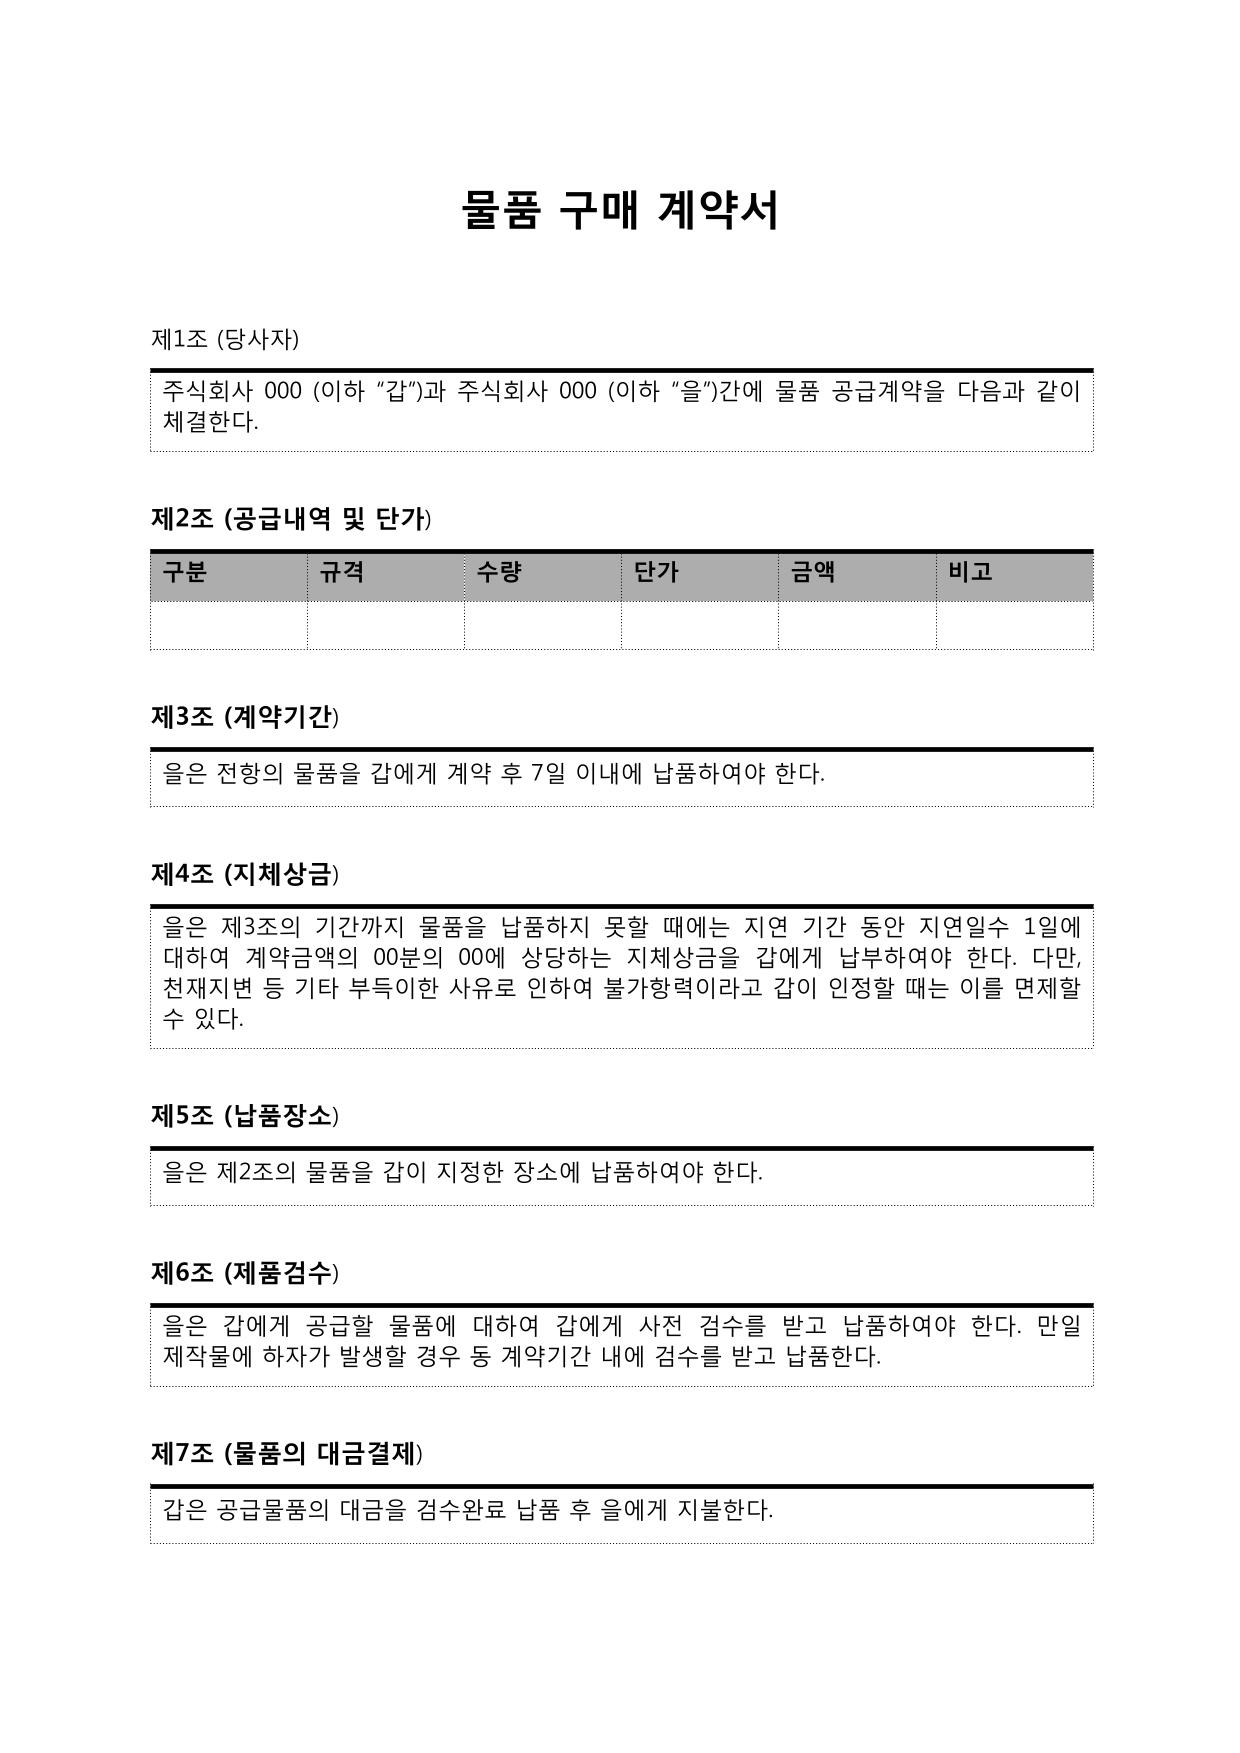 물품 구매 계약서
제1조 (당사자)
주식회사 000 (이하 “갑”)과 주식회사 000 (이하 “을”)간에 물품 공급계약을 다음과 같이
체결한다.
제2조 (공급내역 및 단가)
구분 규격 수량 단가 금액 비고
제3조 (계약기간)
을은 전항의 물품을 갑에게 계약 후 7일 이내에 납품하여야 한다.
제4조 (지체상금)
을은 제3조의 기간까지 물품을 납품하지 못할 때에는 지연 기간 동안 지연일수 1일에
대하여 계약금액의 00분의 00에 상당하는 지체상금을 갑에게 납부하여야 한다. 다만,
천재지변 등 기타 부득이한 사유로 인하여 불가항력이라고 갑이 인정할 때는 이를 면제할
수 있다.
제5조 (납품장소)
을은 제2조의 물품을 갑이 지정한 장소에 납품하여야 한다.
제6조 (제품검수)
을은 갑에게 공급할 물품에 대하여 갑에게 사전 검수를 받고 납품하여야 한다. 만일
제작물에 하자가 발생할 경우 동 계약기간 내에 검수를 받고 납품한다.
제7조 (물품의 대금결제)
갑은 공급물품의 대금을 검수완료 납품 후 을에게 지불한다.